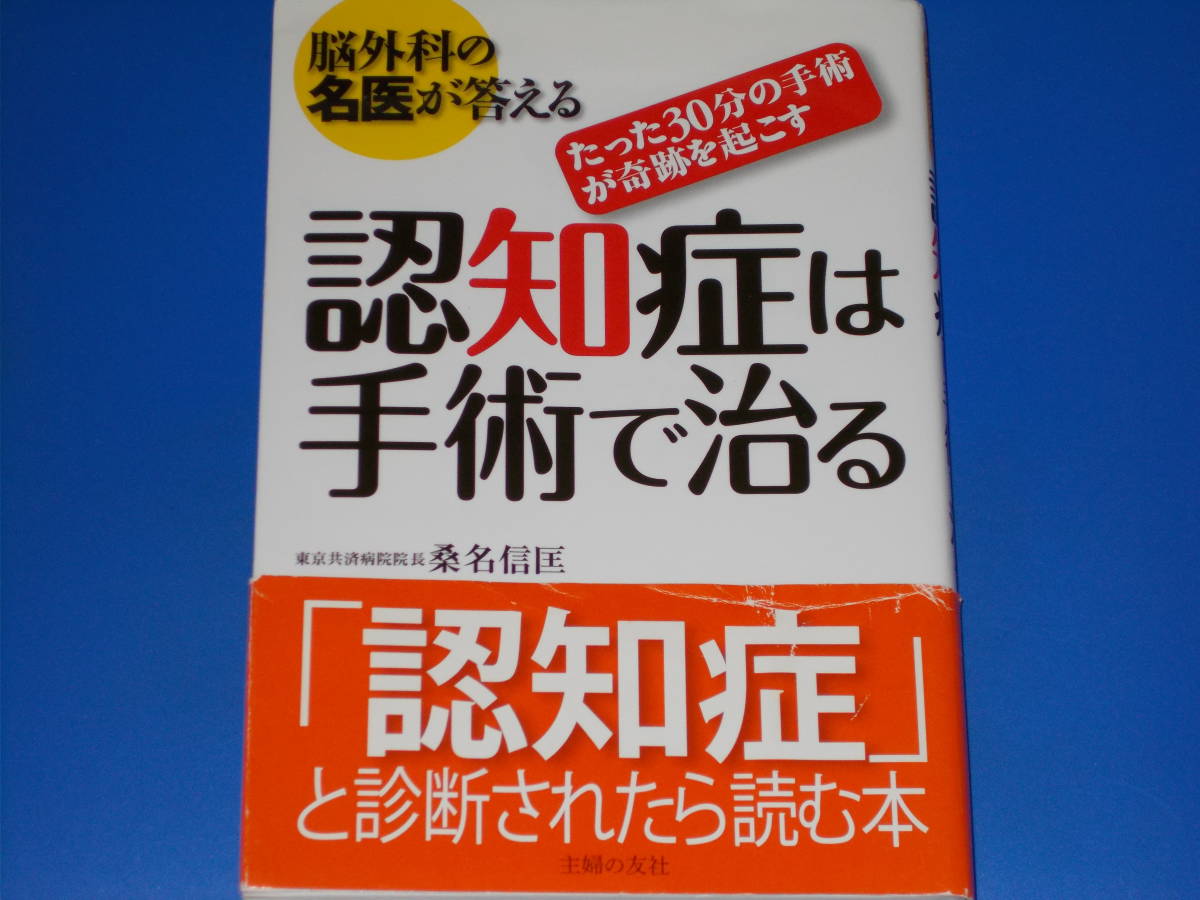 脳外科の
名医が答える
たった30分の手術
が奇跡を起こす
認知症は
手術で治る
東京共済病院院長 桑名信匡
「認知症」
と診断されたら読む本
主婦の友社